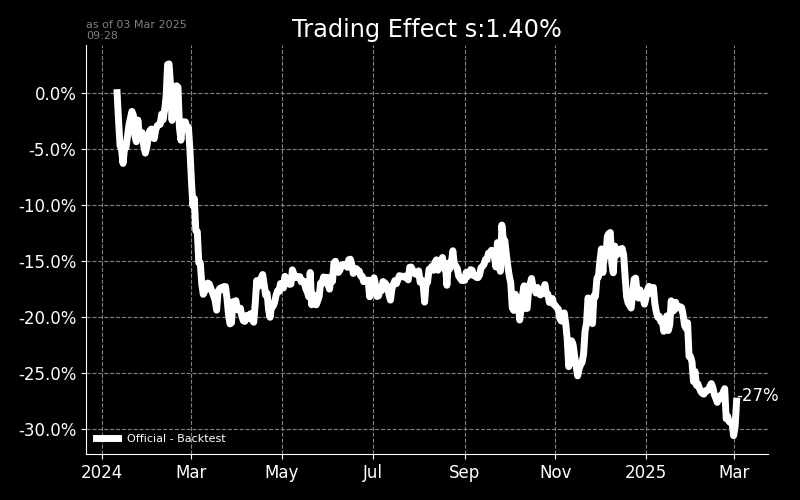 as of 03 Mar 2025
09:28
Trading Effect s:1.40%
0.0%
-5.0%
-10.0%
-15.0%
-20.0%
-25.0%
-30.0%
-27%
Official - Backtest
2024 Mar May Jul Sep Nov 2025 Mar